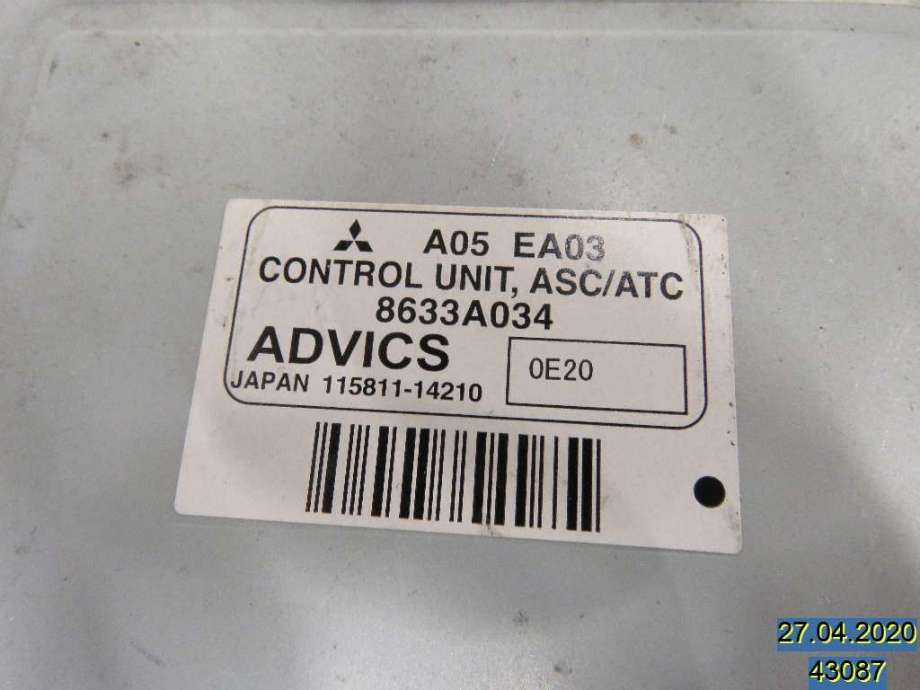 A05 EA03
CONTROL UNIT, ASC/ATC
8633A034
ADVICS
0E20
JAPAN 115811-14210
27.04.2020
43087